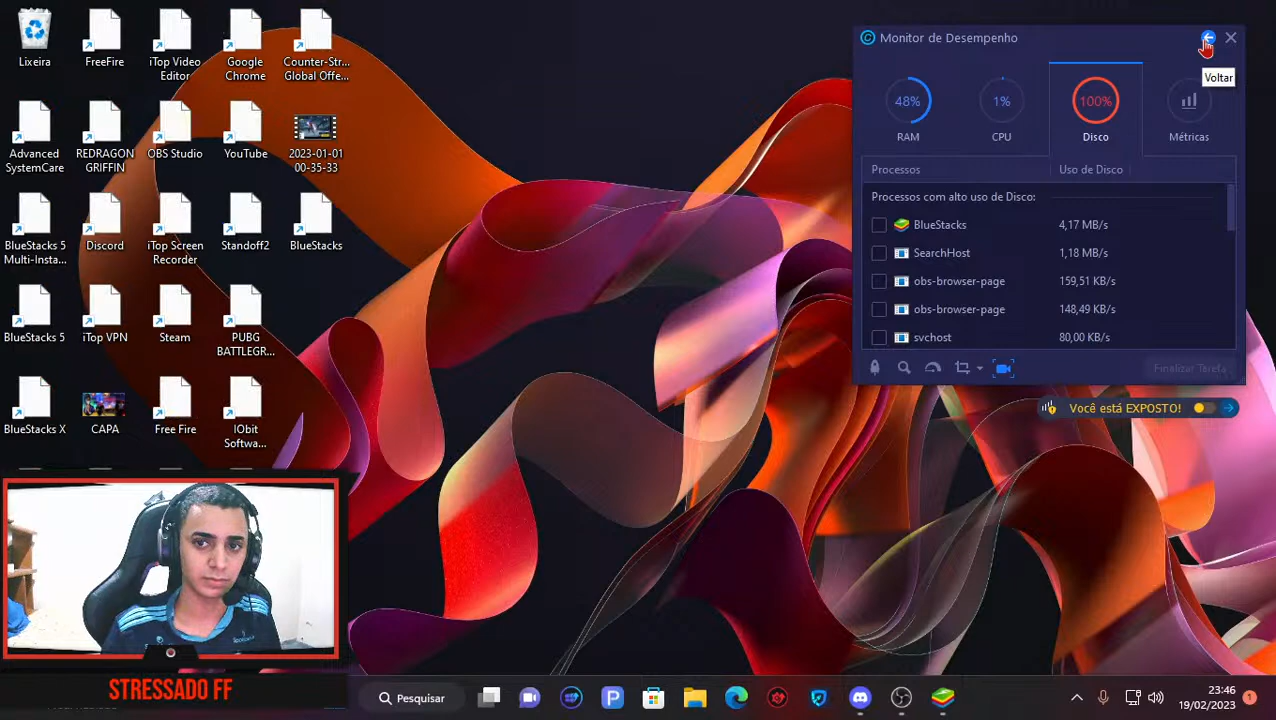 Lixeira
FreeFire
iTop Video
Editor
Google
Chrome
Counter-Str...
Global Offe...
Advanced
SystemCare
REDRAGON
GRIFFIN
OBS Studio
YouTube
2023-01-01
00-35-33
BlueStacks 5
Multi-Insta...
Discord
iTop Screen
Recorder
Standoff2
BlueStacks
BlueStacks 5
iTop VPN
Steam
PUBG
BATTLEGR...
BlueStacks X
CAPA
Free Fire
IObit
Softwa...
Monitor de Desempenho
Voltar
48%
1%
100%
RAM
CPU
Disco
Métricas
Processos
Uso de Disco
Processos com alto uso de Disco:
BlueStacks 4,17 MB/s
SearchHost 1,18 MB/s
obs-browser-page 159,51 KB/s
obs-browser-page 148,49 KB/s
svchost 80,00 KB/s
Finalizar Tarefa
Você está EXPOSTO!
STRESSADO FF
Pesquisar
23:46
19/02/2023
1